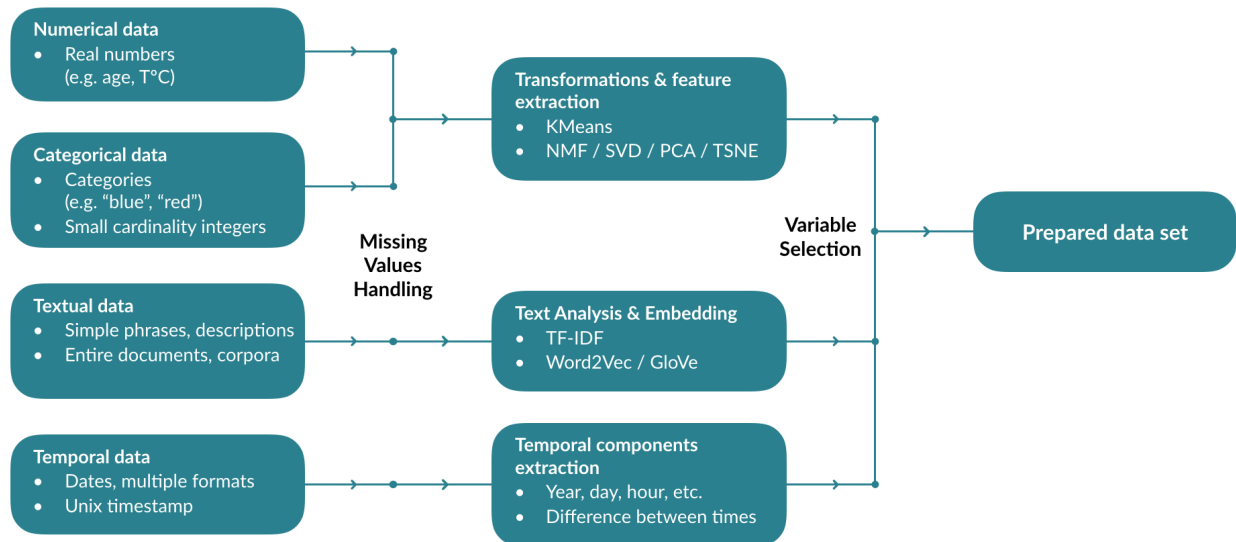 Numerical data
• Real numbers
(e.g. age, T°C)
Categorical data
• Categories
(e.g. “blue”, “red”)
• Small cardinality integers
Textual data
• Simple phrases, descriptions
• Entire documents, corpora
Temporal data
• Dates, multiple formats
• Unix timestamp
Missing
Values
Handling
Transformations & feature
extraction
• KMeans
• NMF / SVD / PCA / TSNE
Text Analysis & Embedding
• TF-IDF
• Word2Vec / GloVe
Temporal components
extraction
• Year, day, hour, etc.
• Difference between times
Variable
Selection
Prepared data set